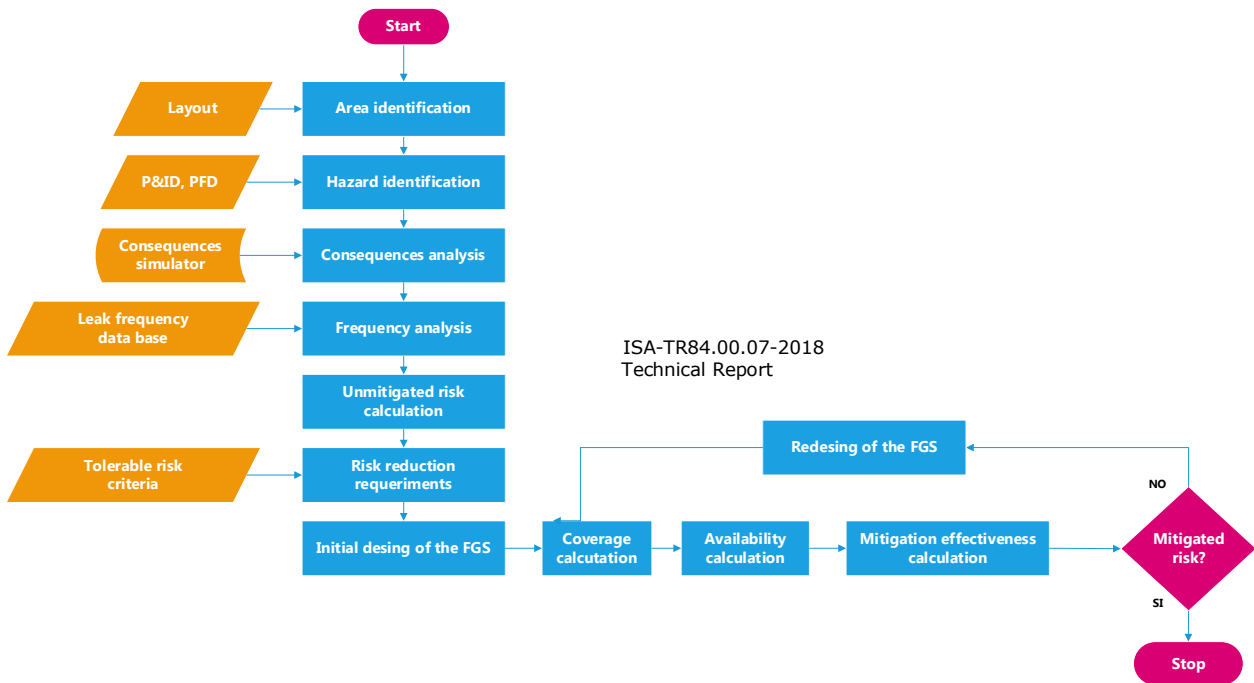 Start
Layout
Area identification
P&ID, PFD
Hazard identification
Consequences
simulator
Consequences analysis
Leak frequency
data base
Frequency analysis
ISA-TR84.00.07-2018
Technical Report
Unmitigated risk
calculation
Redesing of the FGS
Tolerable risk
criteria
Risk reduction
requeriments
NO
Initial desing of the FGS
Coverage
calcutation
Availability
calculation
Mitigation effectiveness
calculation
Mitigated
risk?
SI
Stop